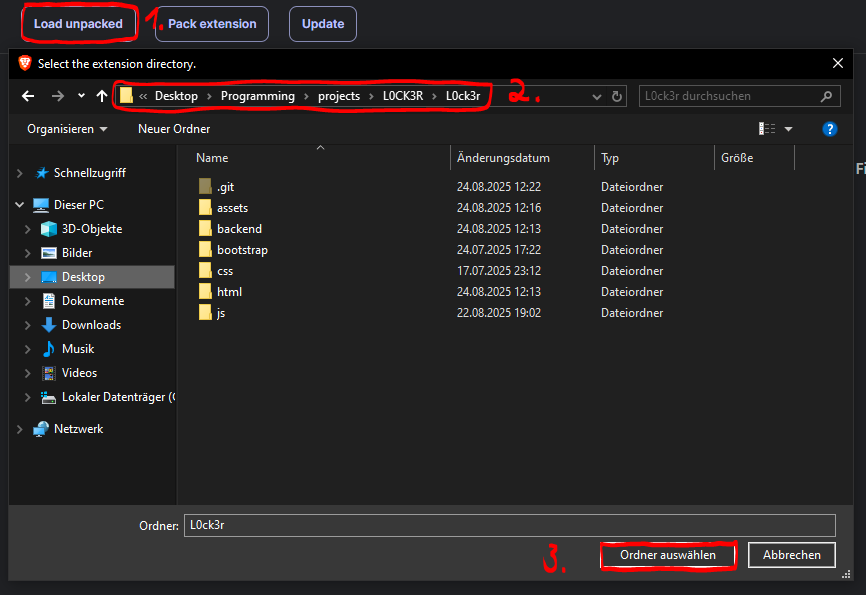 Load unpacked 1. Pack extension Update
Select the extension directory.
« Desktop › Programming › projects › L0CK3R › L0ck3r 2. L0ck3r durchsuchen
Organisieren Neuer Ordner
Name Änderungsdatum Typ Größe
Schnellzugriff
Dieser PC
3D-Objekte
Bilder
Desktop
Dokumente
Downloads
Musik
Videos
Lokaler Datenträger (C
Netzwerk
.git 24.08.2025 12:22 Dateiordner
assets 24.08.2025 12:16 Dateiordner
backend 24.08.2025 12:13 Dateiordner
bootstrap 24.07.2025 17:22 Dateiordner
css 17.07.2025 23:12 Dateiordner
html 24.08.2025 12:13 Dateiordner
js 22.08.2025 19:02 Dateiordner
Fi
Ordner: L0ck3r
3. Ordner auswählen Abbrechen